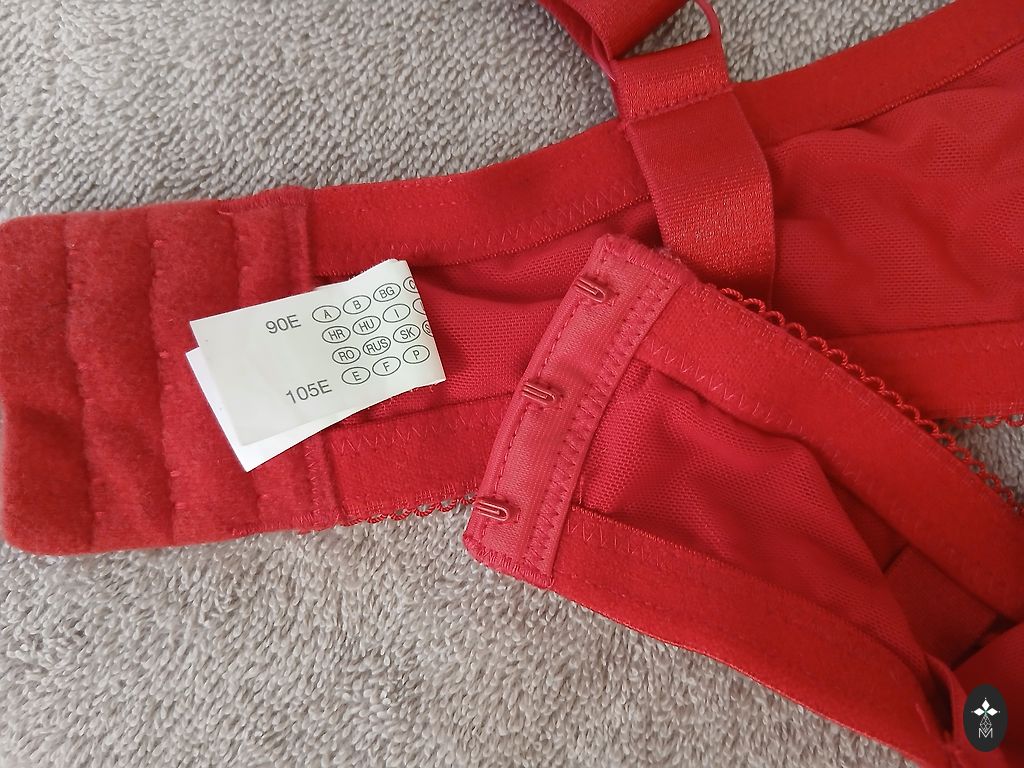 90E A B BG
HR HU I
RO RUS SK
105E E F P
M